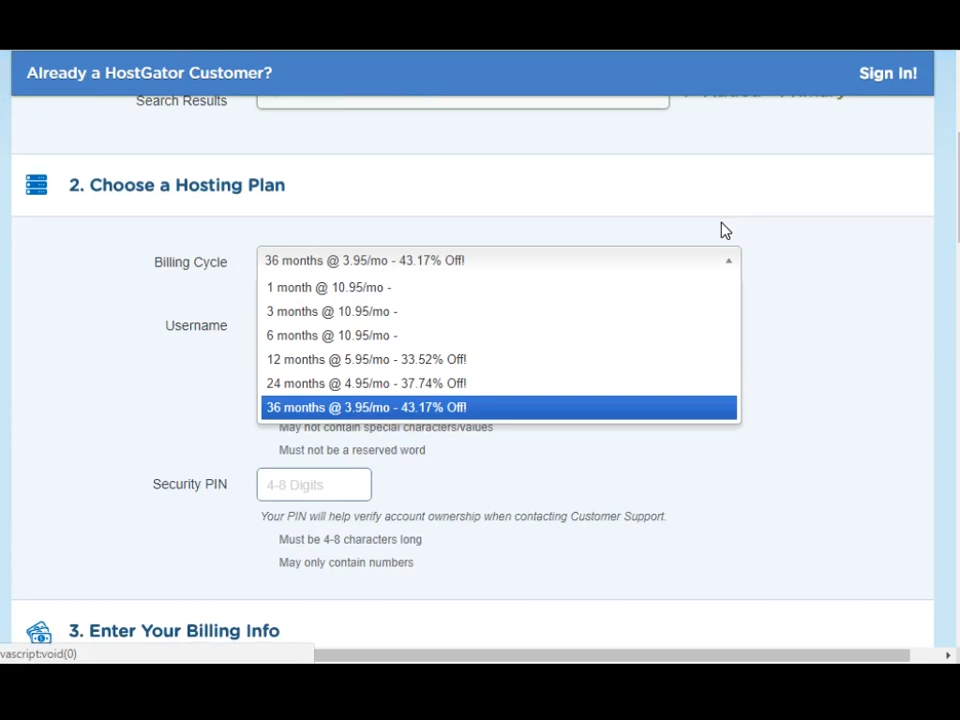 Already a HostGator Customer?
Sign In!
Search Results
2. Choose a Hosting Plan
Billing Cycle
36 months @ 3.95/mo - 43.17% Off!
1 month @ 10.95/mo -
3 months @ 10.95/mo -
Username
6 months @ 10.95/mo -
12 months @ 5.95/mo - 33.52% Off!
24 months @ 4.95/mo - 37.74% Off!
36 months @ 3.95/mo - 43.17% Off!
May not contain special characters/values
Must not be a reserved word
Security PIN
4-8 Digits
Your PIN will help verify account ownership when contacting Customer Support.
Must be 4-8 characters long
May only contain numbers
3. Enter Your Billing Info
vascript:void(0)